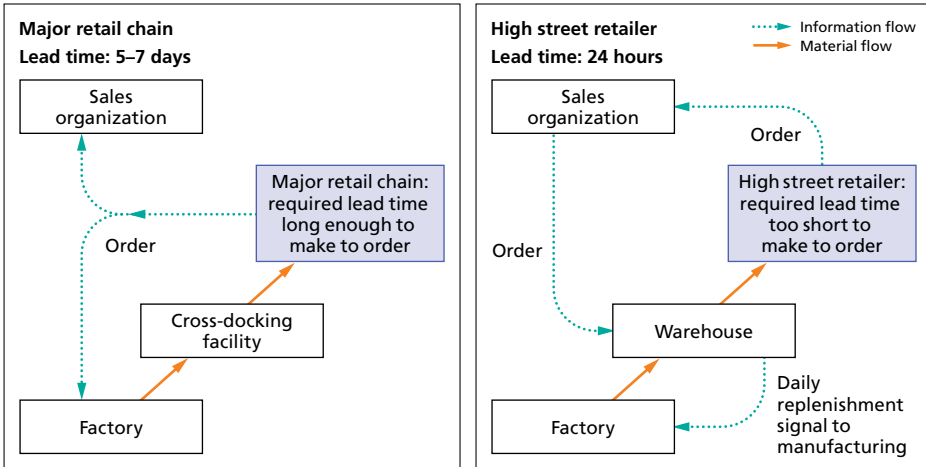 Major retail chain
Lead time: 5–7 days
Sales
organization
Major retail chain:
required lead time
long enough to
make to order
Order
Cross-docking
facility
Factory
High street retailer
Lead time: 24 hours
Information flow
Material flow
Sales
organization
Order
High street retailer:
required lead time
too short to
make to order
Order
Warehouse
Daily
replenishment
signal to
manufacturing
Factory